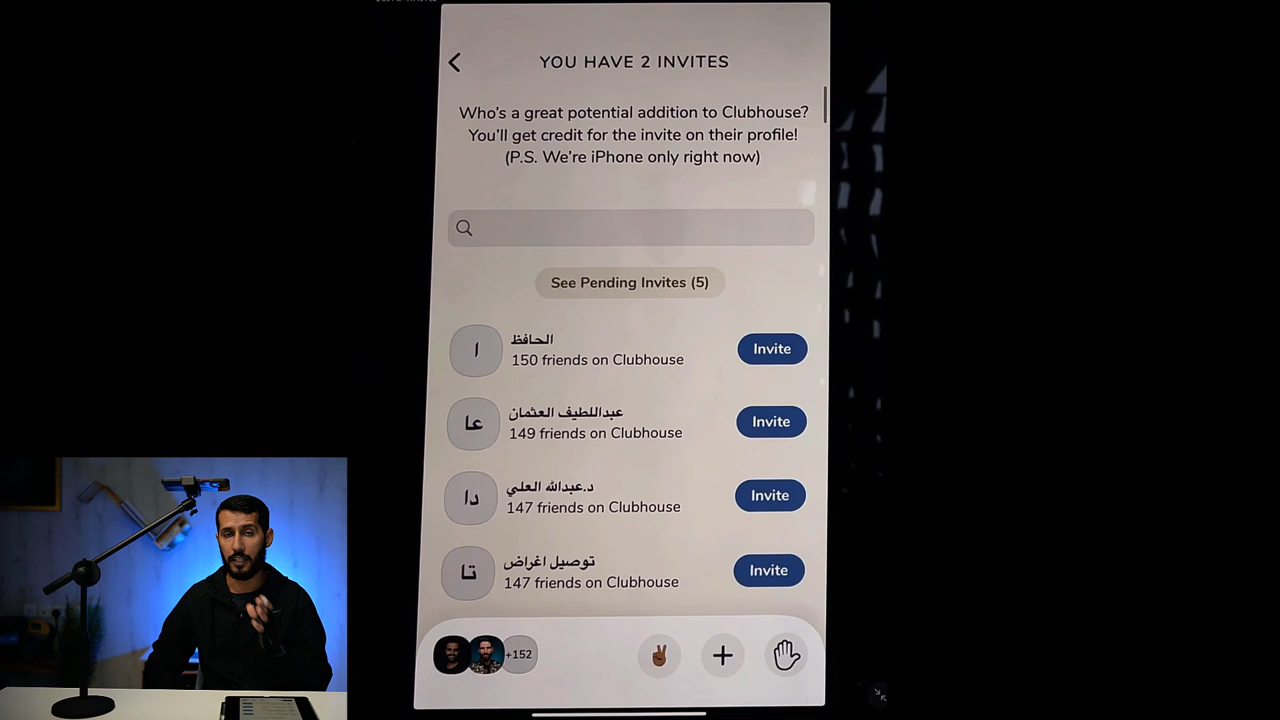 YOU HAVE 2 INVITES
Who's a great potential addition to Clubhouse?
You'll get credit for the invite on their profile!
(P.S. We're iPhone only right now)
See Pending Invites (5)
ا
الحافظ
150 friends on Clubhouse
Invite
عا
عبداللطيف العثمان
149 friends on Clubhouse
Invite
دا
د.عبدالله العلي
147 friends on Clubhouse
Invite
تا
توصيل اغراض
147 friends on Clubhouse
Invite
+152